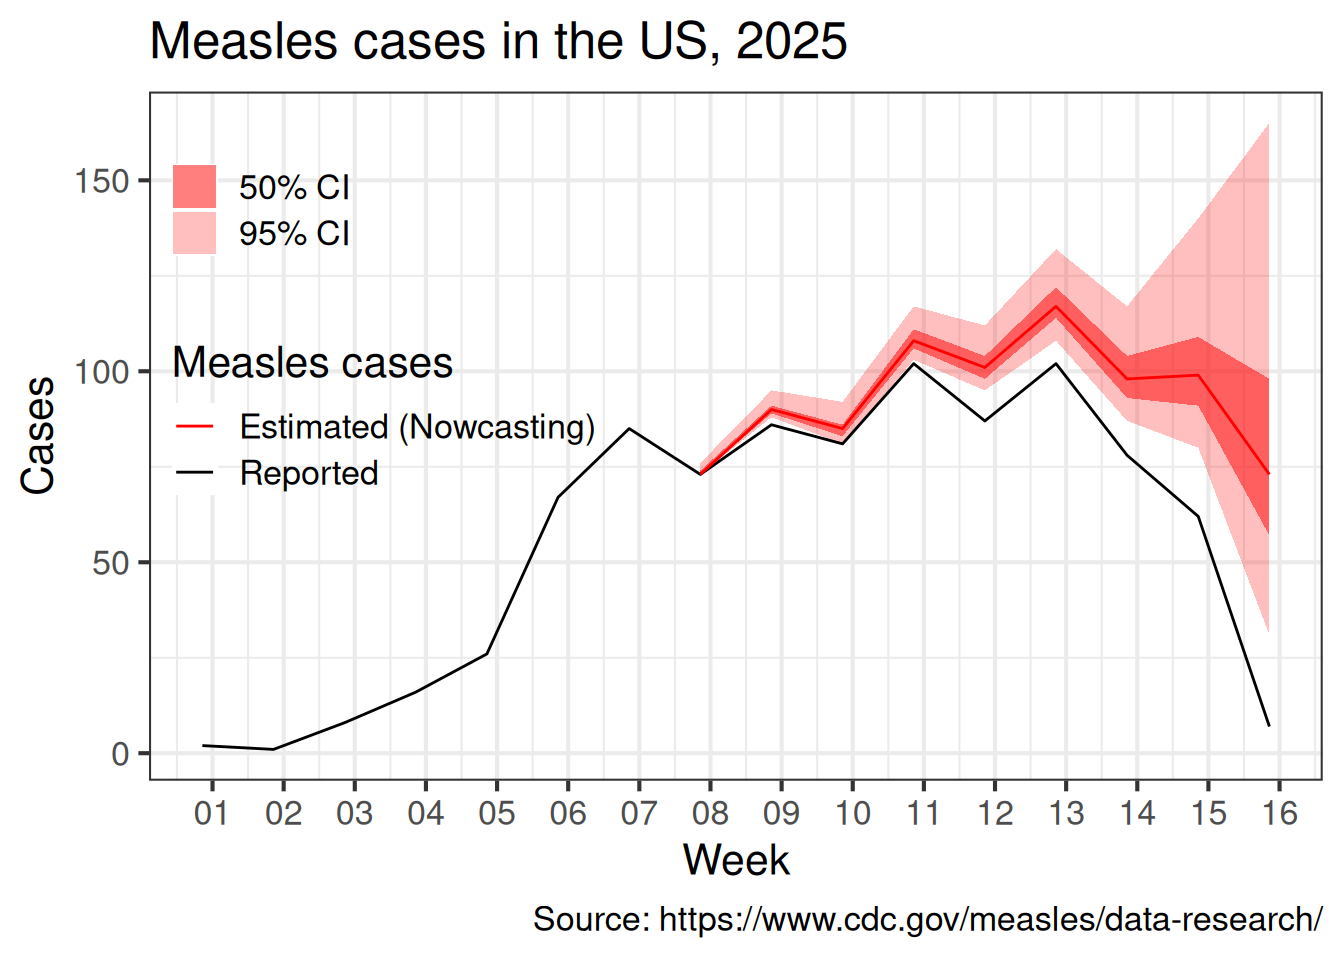 Measles cases in the US, 2025
50% CI
95% CI
Measles cases
Estimated (Nowcasting)
Reported
Cases
150
100
50
0
01 02 03 04 05 06 07 08 09 10 11 12 13 14 15 16
Week
Source: https://www.cdc.gov/measles/data-research/